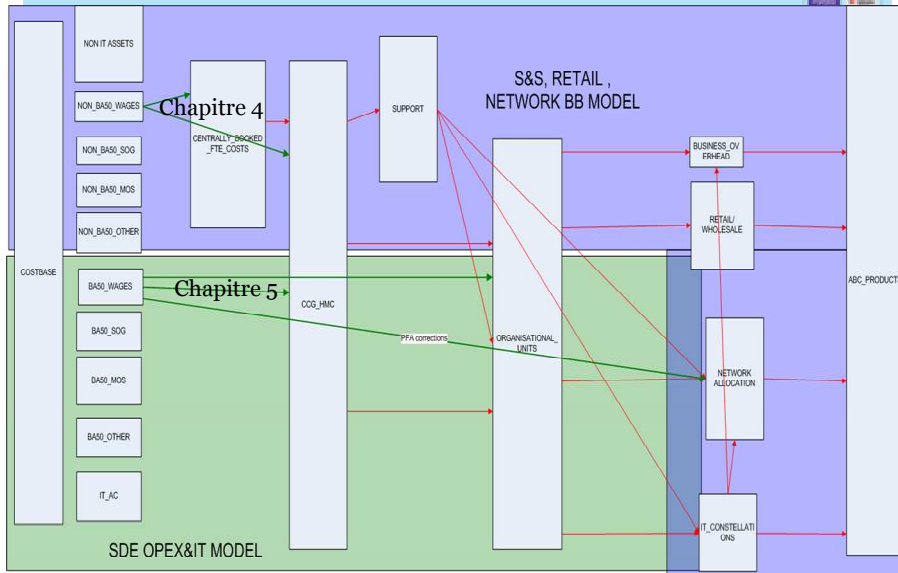 NON IT ASSETS
S&S, RETAIL ,
NETWORK BB MODEL
NON_BA50_WAGES
Chapitre 4
SUPPORT
CENTRALLY_BOOKED
_FTE_COSTS
NON_BA50_SOG
BUSINESS_OV
ERHEAD
NON_BA50_MOS
NON_BA50_OTHER
RETAIL/
WHOLESALE
COSTBASE
BA50_WAGES
Chapitre 5
CCG_HMC
ABC_PRODUCTS
BA50_SOG
PFA corrections
ORGANISATIONAL_
UNITS
DA50_MOS
NETWORK
ALLOCATION
BA50_OTHER
IT_AC
IT_CONSTELLATI
ONS
SDE OPEX&IT MODEL